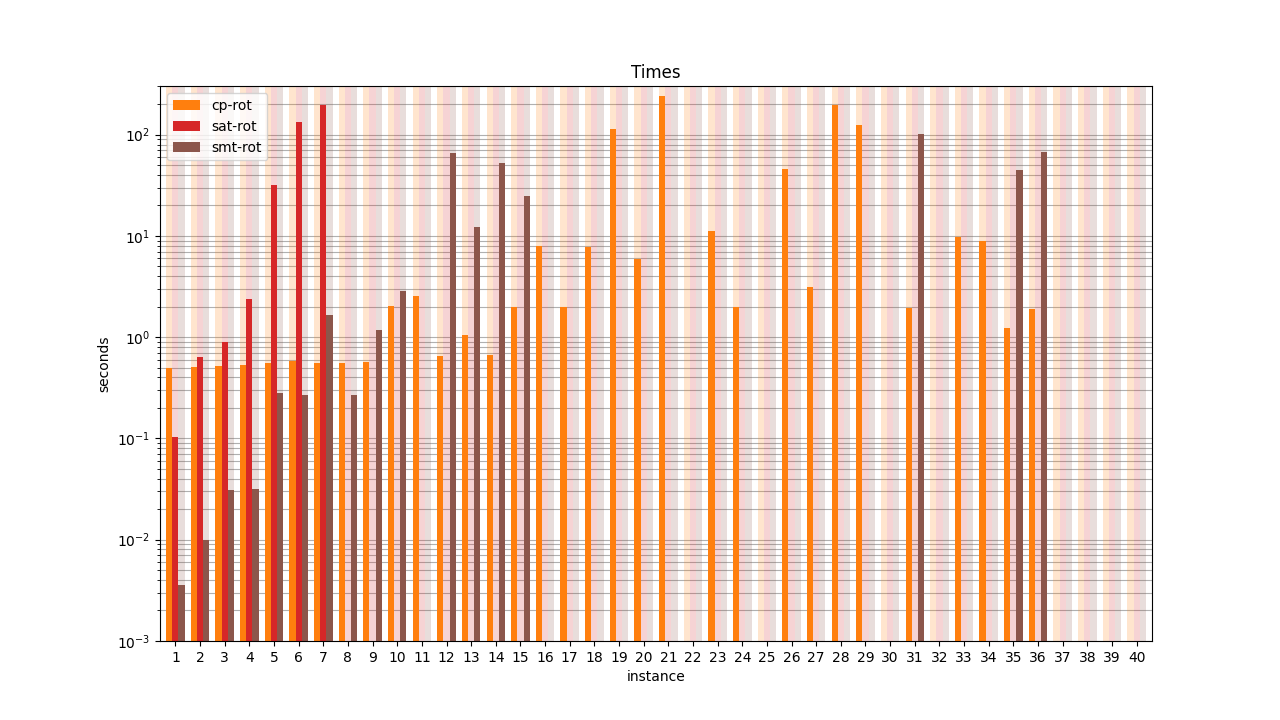 Times
cp-rot
sat-rot
smt-rot
seconds
10²
10¹
10⁰
10⁻¹
10⁻²
10⁻³
1 2 3 4 5 6 7 8 9 10 11 12 13 14 15 16 17 18 19 20 21 22 23 24 25 26 27 28 29 30 31 32 33 34 35 36 37 38 39 40
instance